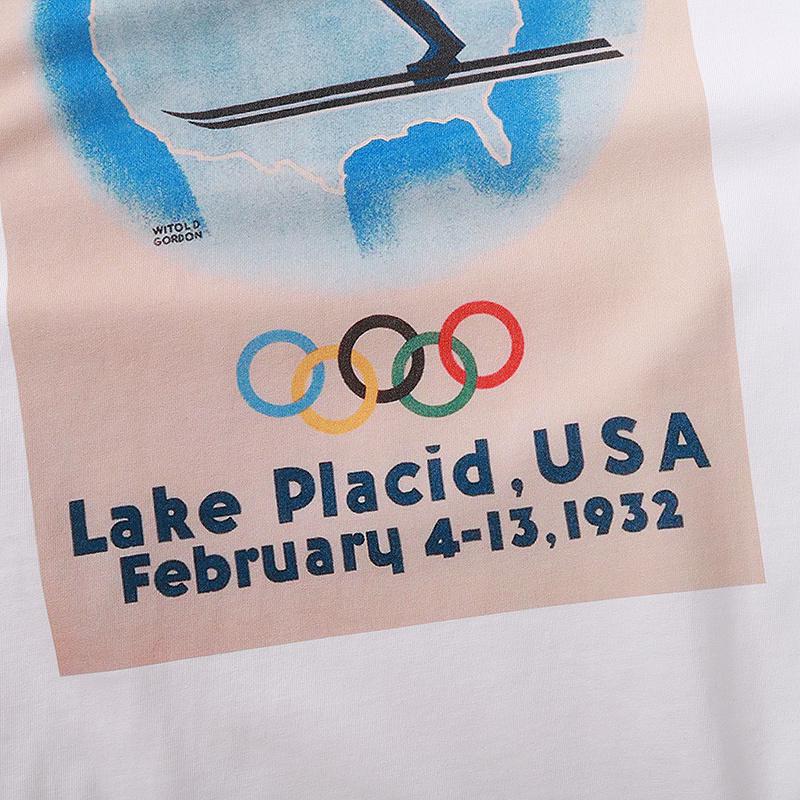 WITOLD
GORDON
Lake Placid, USA
February 4-13, 1932